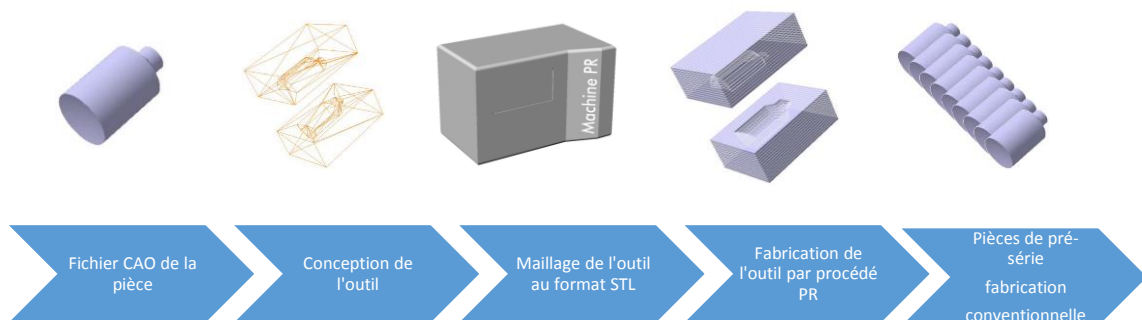 Machine PR
Fichier CAO de la
pièce
Conception de
l'outil
Maillage de l'outil
au format STL
Fabrication de
l'outil par procédé
PR
Pièces de pré-
série
fabrication
conventionnelle